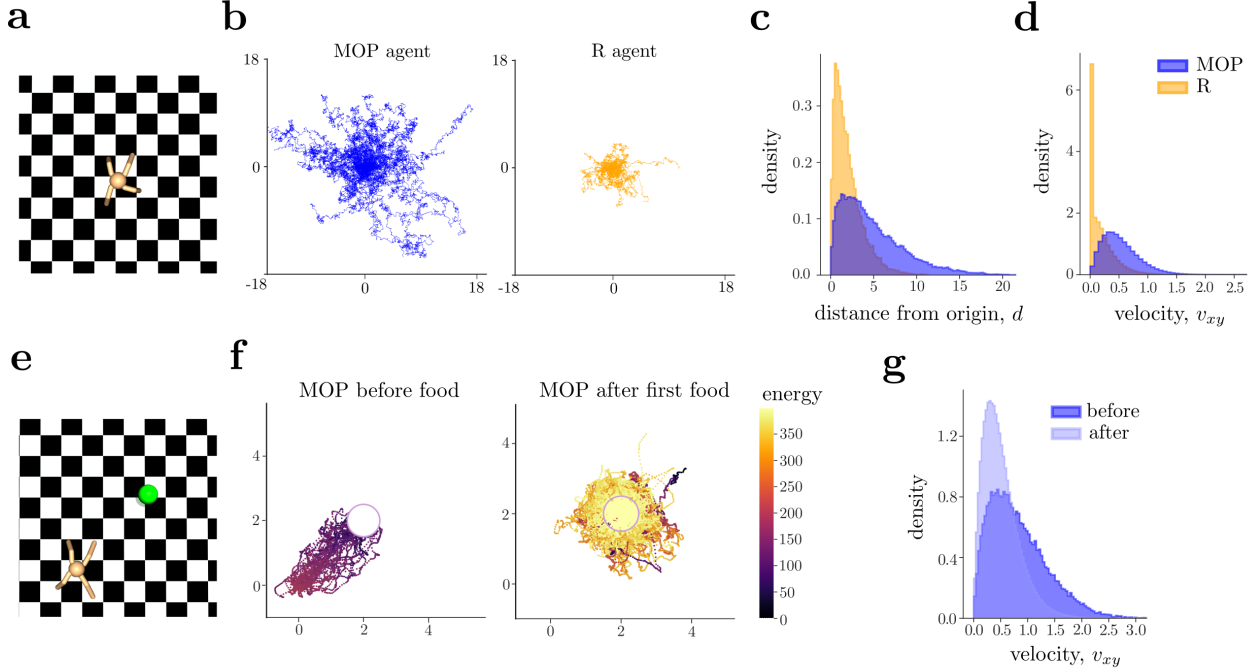 a
b
MOP agent
R agent
18
0
-18
0
18
18
0
-18
0
18
c
density
0.3
0.2
0.1
0.0
0
5
10
15
20
distance from origin, d
d
MOP
R
density
6
4
2
0
0.0
0.5
1.0
1.5
2.0
2.5
velocity, v_xy
e
f
MOP before food
4
2
0
0
2
4
MOP after first food
4
2
0
0
2
4
energy
350
300
250
200
150
100
50
0
g
before
after
density
1.2
0.8
0.4
0.0
0.0
0.5
1.0
1.5
2.0
2.5
3.0
velocity, v_xy